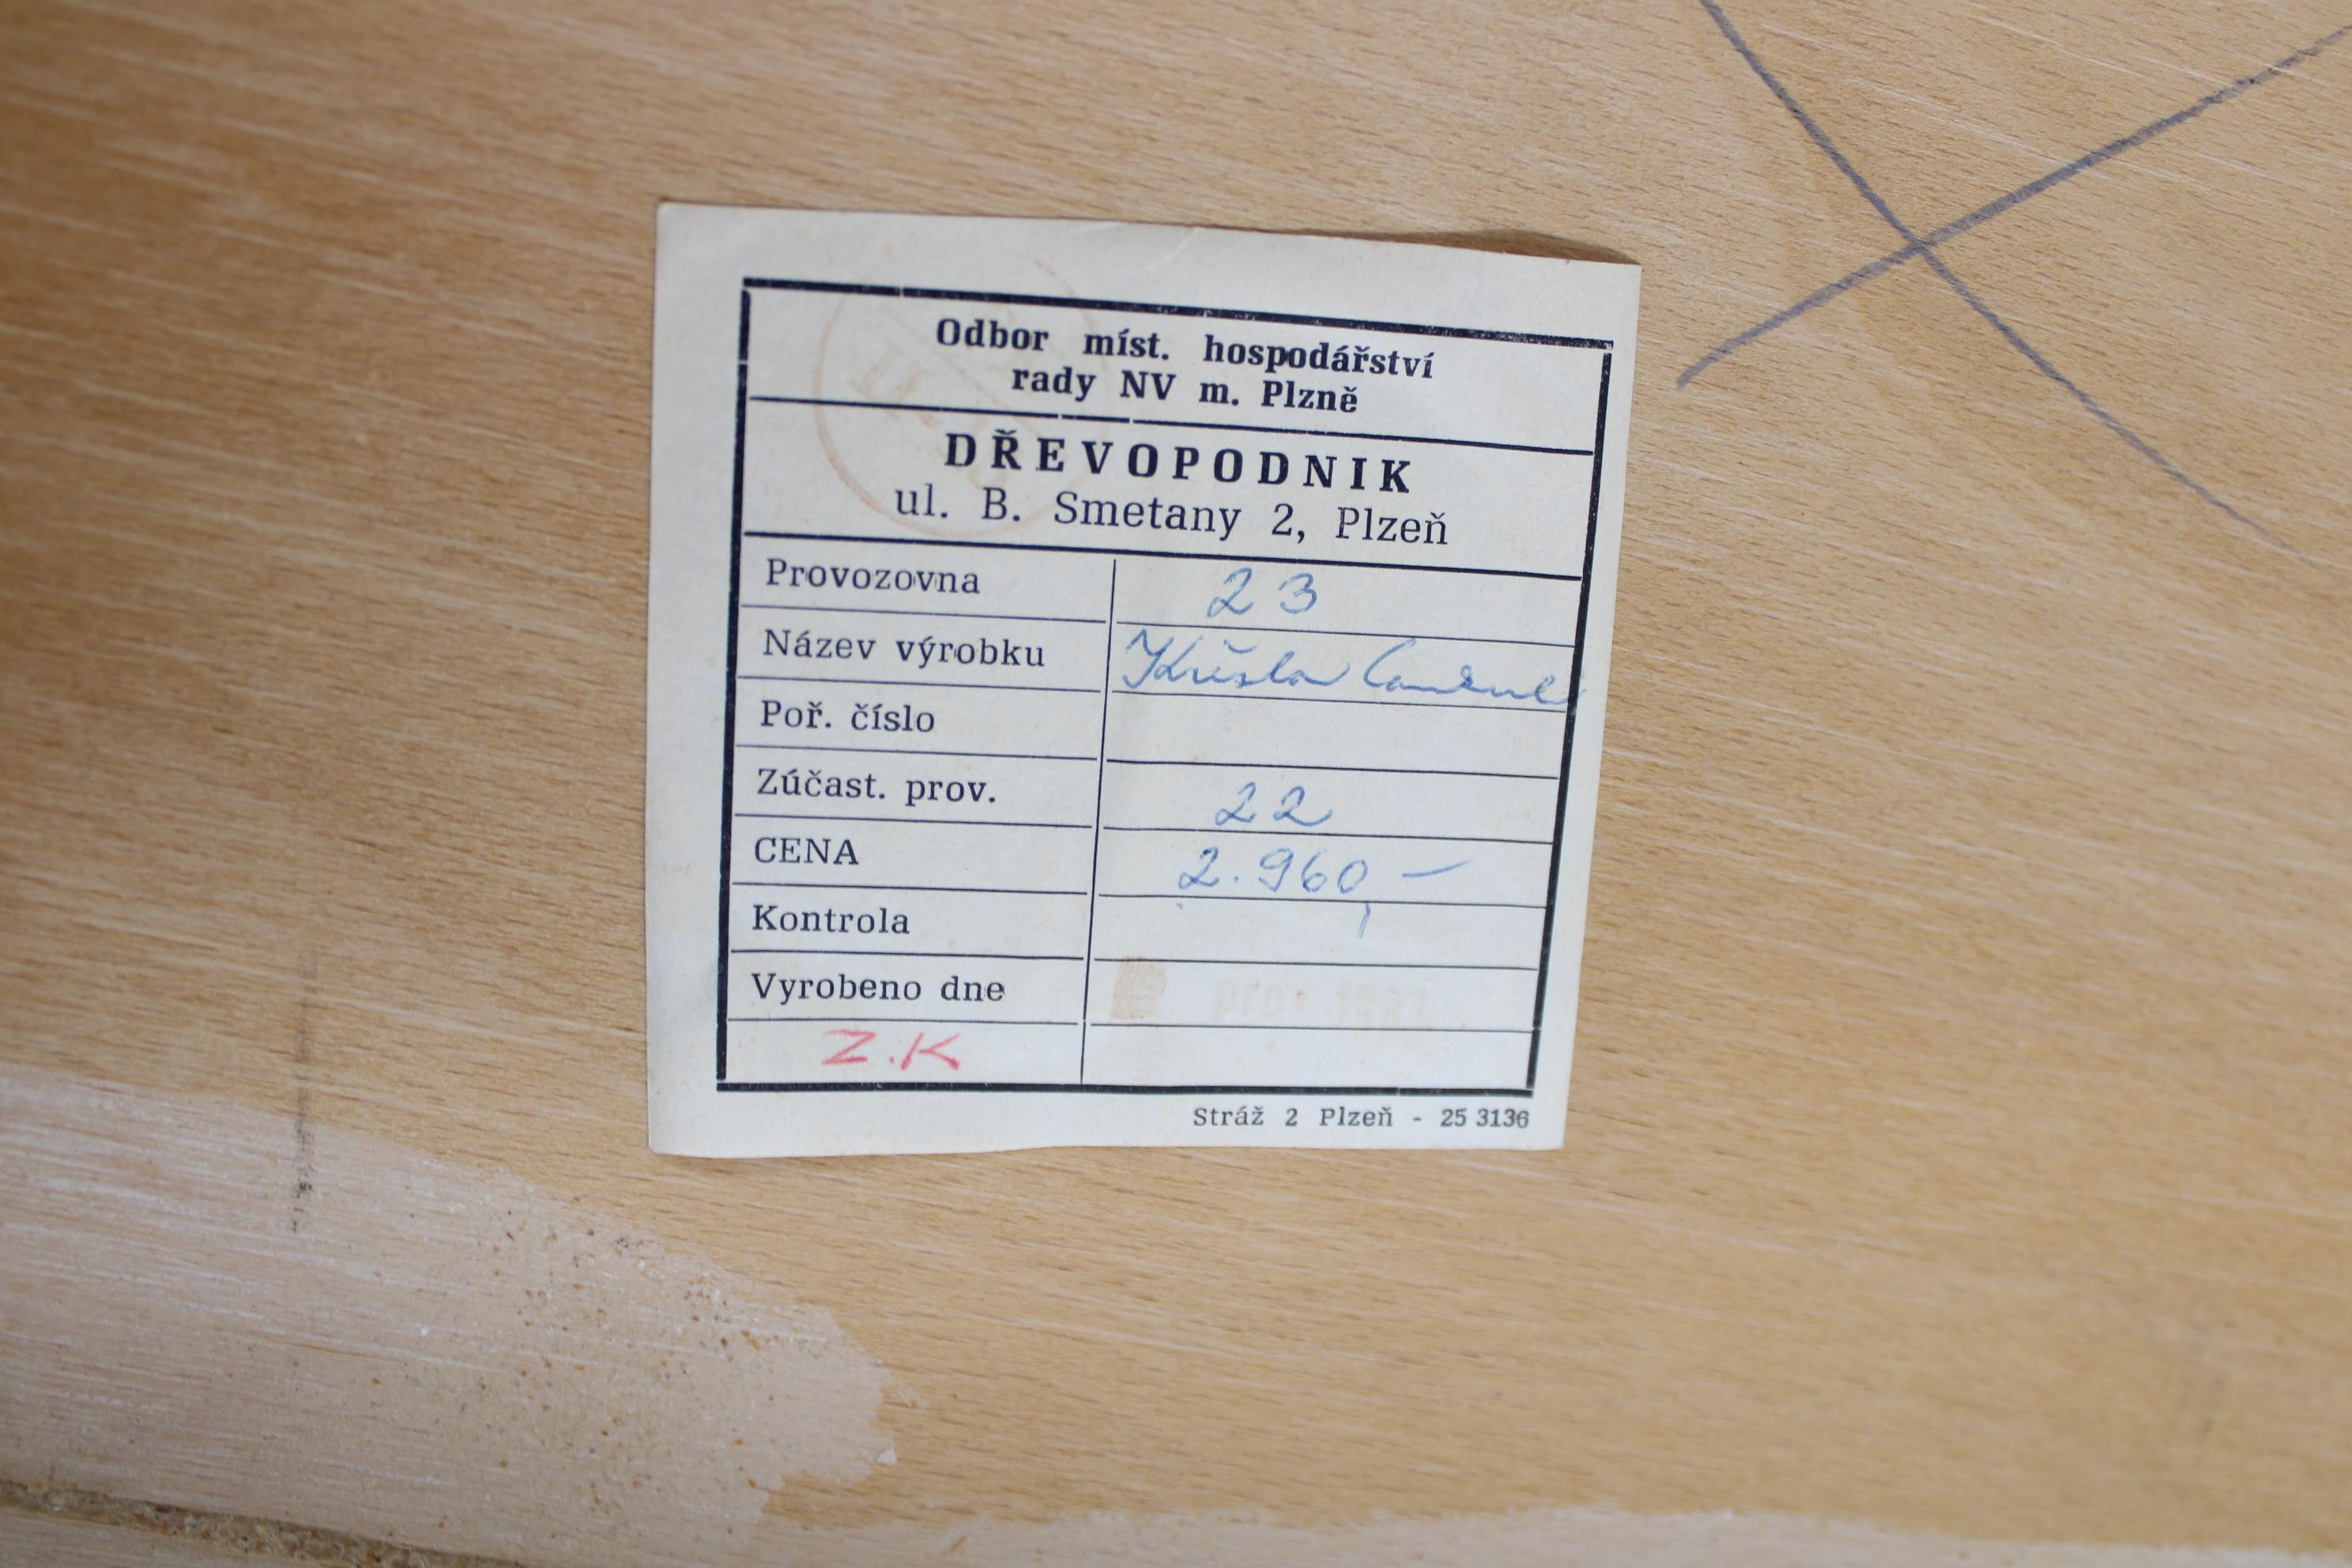 Odbor míst. hospodářství
rady NV m. Plzně
DŘEVOPODNIK
ul. B. Smetany 2, Plzeň
Provozovna 23
Název výrobku Křeslo
Poř. číslo
Zúčast. prov. 22
CENA 2.960,—
Kontrola
Vyrobeno dne
Z.K
Stráž 2 Plzeň - 25 3136